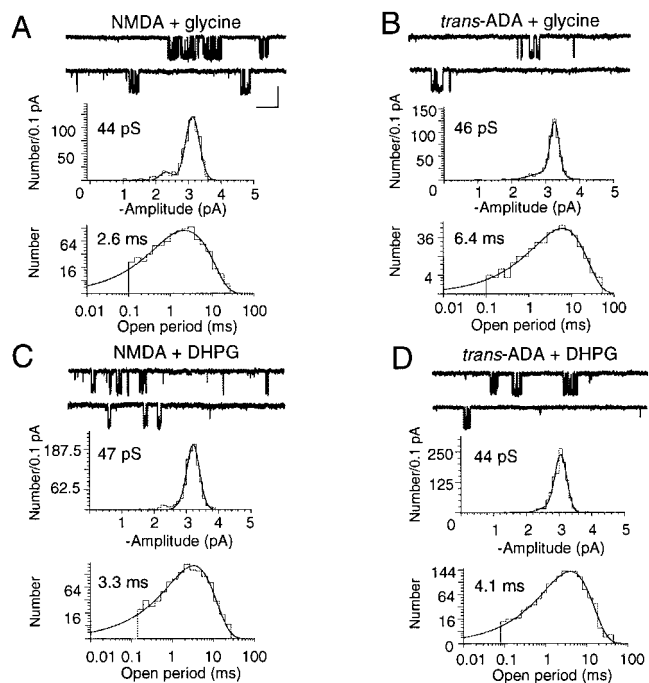 A
NMDA + glycine
44 pS
Number/0.1 pA
100
50
0 1 2 3 4 5
-Amplitude (pA)
2.6 ms
Number
64
16
0.01 0.1 1 10 100
Open period (ms)
B
trans-ADA + glycine
46 pS
Number/0.1 pA
150
100
50
0 1 2 3 4 5
-Amplitude (pA)
6.4 ms
Number
36
4
0.01 0.1 1 10 100
Open period (ms)
C
NMDA + DHPG
47 pS
Number/0.1 pA
187.5
62.5
1 2 3 4 5
-Amplitude (pA)
3.3 ms
Number
64
16
0.01 0.1 1 10 100
Open period (ms)
D
trans-ADA + DHPG
44 pS
Number/0.1 pA
250
125
0 1 2 3 4 5
-Amplitude (pA)
4.1 ms
Number
144
64
16
0
0.01 0.1 1 10 100
Open period (ms)